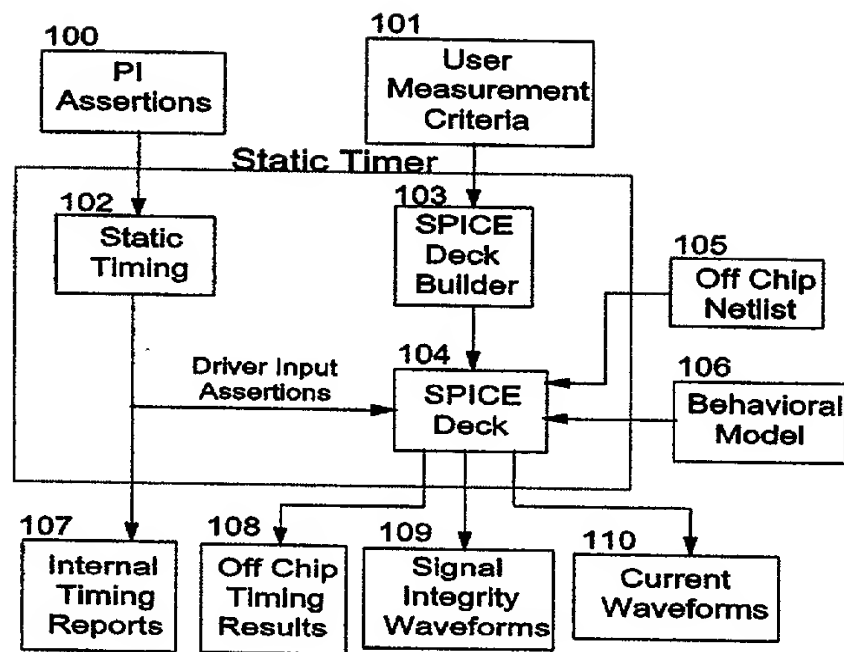 100
PI
Assertions
101
User
Measurement
Criteria
Static Timer
102
Static
Timing
103
SPICE
Deck
Builder
105
Off Chip
Netlist
Driver Input
Assertions
104
SPICE
Deck
106
Behavioral
Model
107
Internal
Timing
Reports
108
Off Chip
Timing
Results
109
Signal
Integrity
Waveforms
110
Current
Waveforms